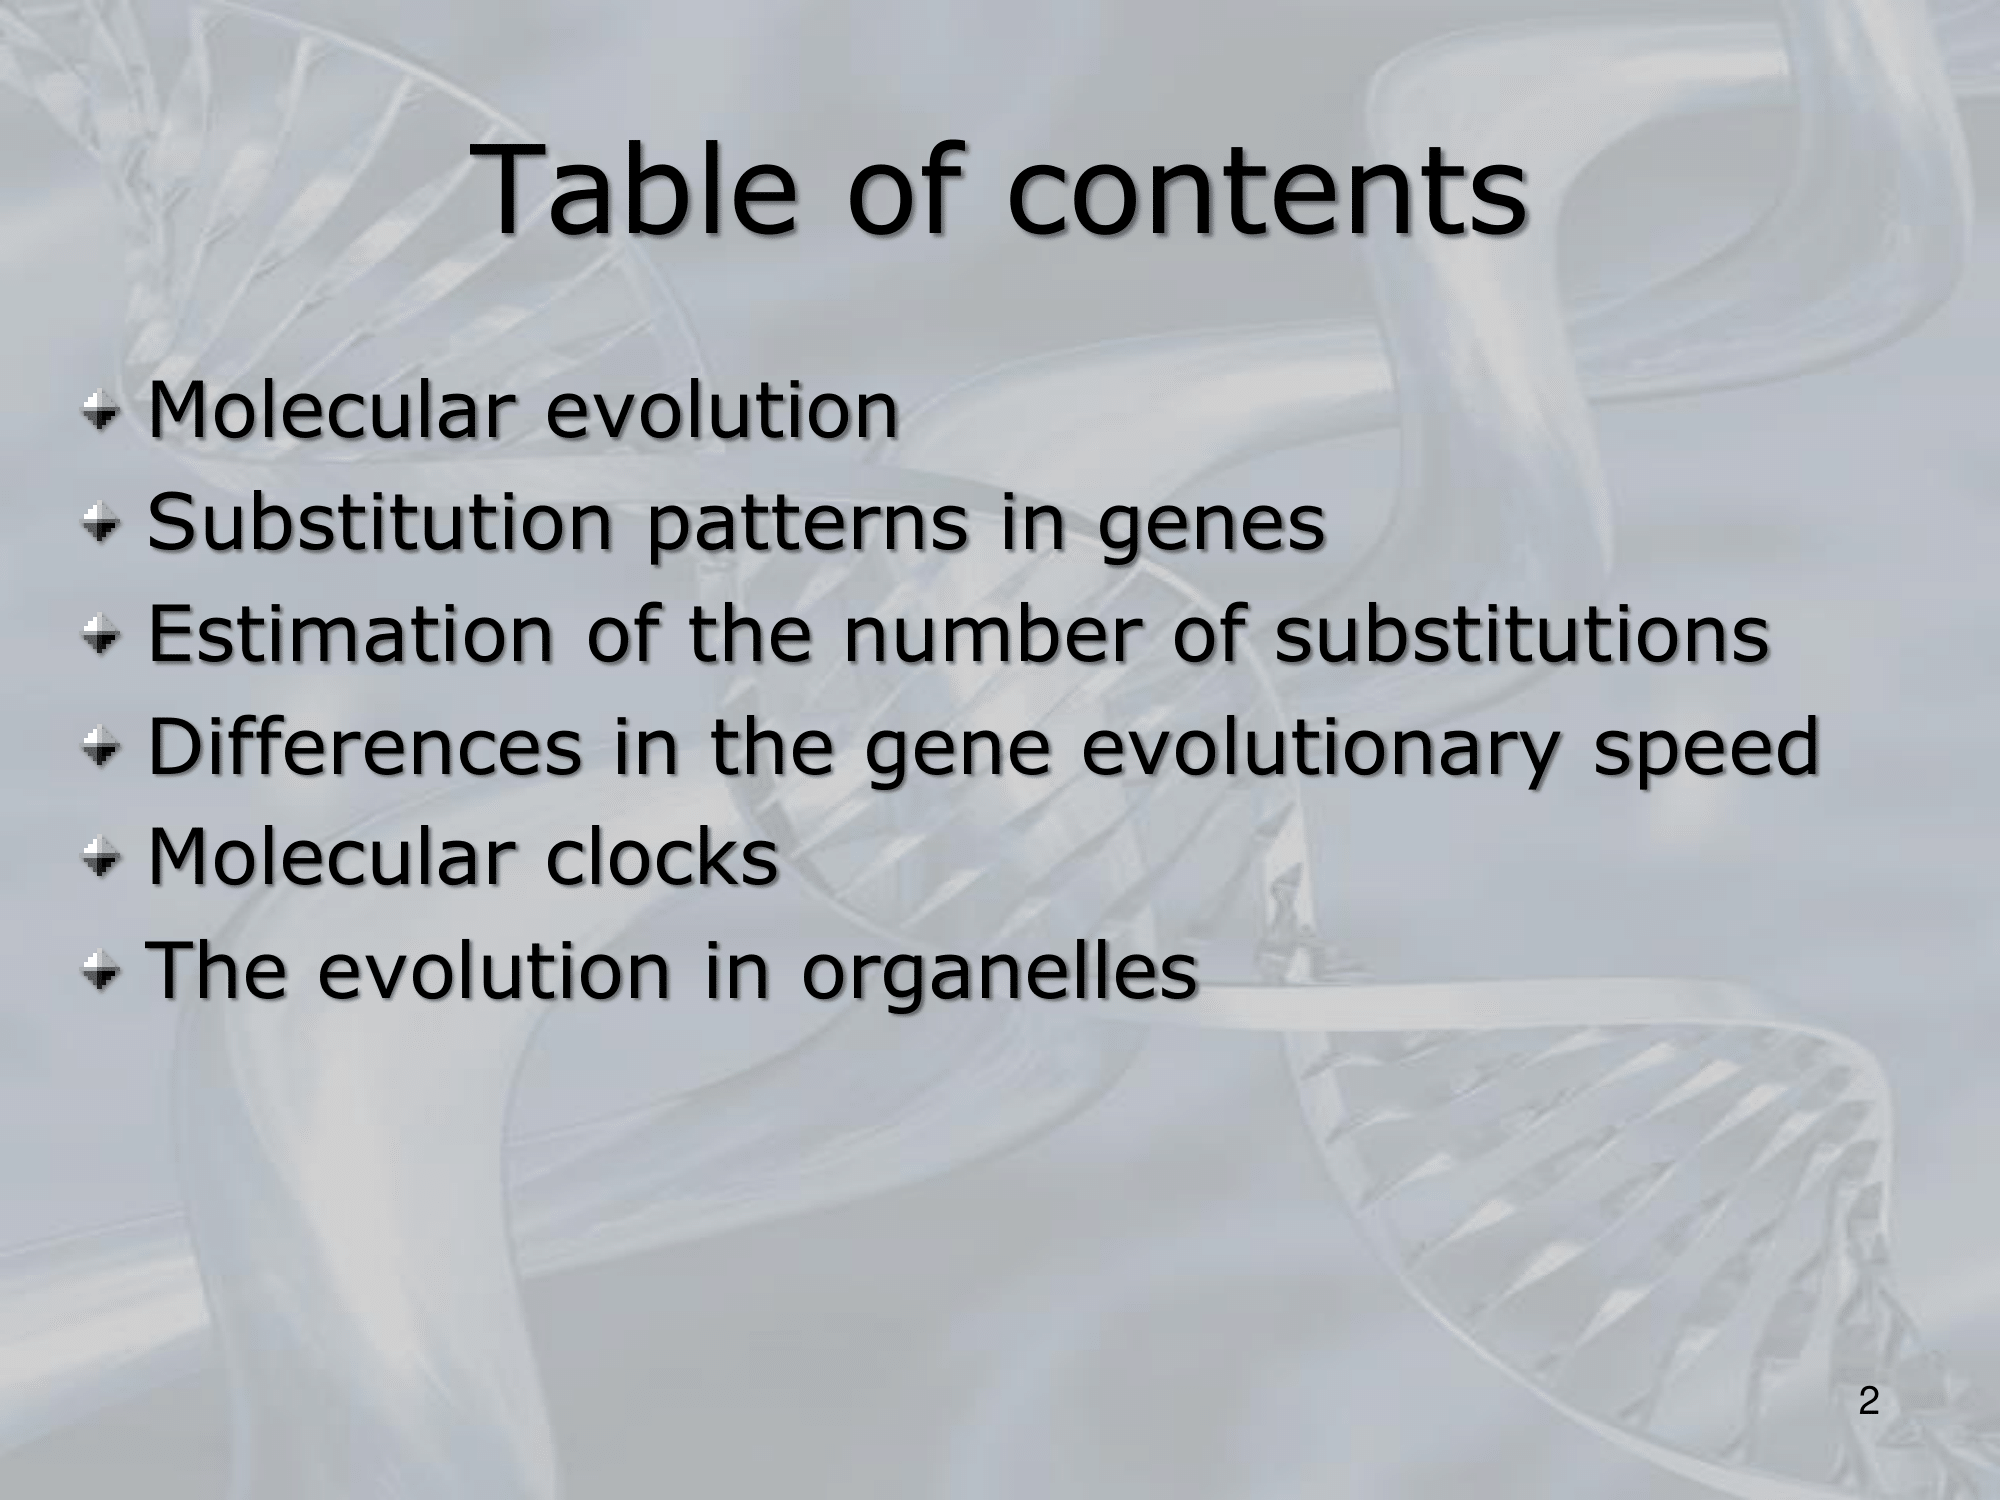 Table of contents
Molecular evolution
Substitution patterns in genes
Estimation of the number of substitutions
Differences in the gene evolutionary speed
Molecular clocks
The evolution in organelles
2